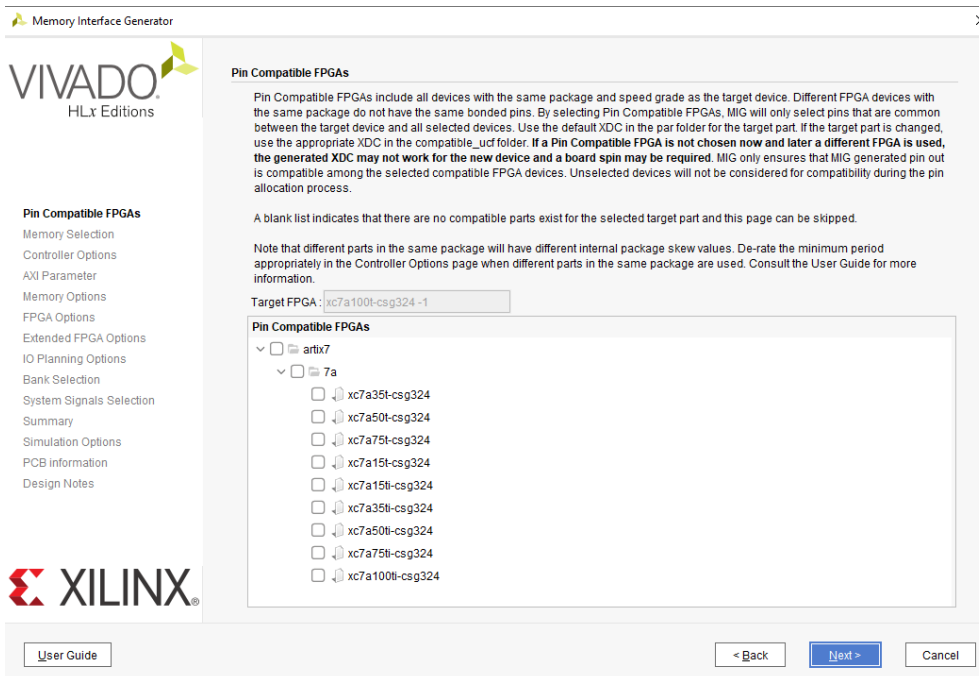 Memory Interface Generator
VIVADO.
HLx Editions
Pin Compatible FPGAs
Memory Selection
Controller Options
AXI Parameter
Memory Options
FPGA Options
Extended FPGA Options
IO Planning Options
Bank Selection
System Signals Selection
Summary
Simulation Options
PCB information
Design Notes
XILINX®
Pin Compatible FPGAs
Pin Compatible FPGAs include all devices with the same package and speed grade as the target device. Different FPGA devices with
the same package do not have the same bonded pins. By selecting Pin Compatible FPGAs, MIG will only select pins that are common
between the target device and all selected devices. Use the default XDC in the par folder for the target part. If the target part is changed,
use the appropriate XDC in the compatible_ucf folder. If a Pin Compatible FPGA is not chosen now and later a different FPGA is used,
the generated XDC may not work for the new device and a board spin may be required. MIG only ensures that MIG generated pin out
is compatible among the selected compatible FPGA devices. Unselected devices will not be considered for compatibility during the pin
allocation process.
A blank list indicates that there are no compatible parts exist for the selected target part and this page can be skipped.
Note that different parts in the same package will have different internal package skew values. De-rate the minimum period
appropriately in the Controller Options page when different parts in the same package are used. Consult the User Guide for more
information.
Target FPGA : xc7a100t-csg324 -1
Pin Compatible FPGAs
artix7
7a
xc7a35t-csg324
xc7a50t-csg324
xc7a75t-csg324
xc7a15t-csg324
xc7a15ti-csg324
xc7a35ti-csg324
xc7a50ti-csg324
xc7a75ti-csg324
xc7a100ti-csg324
User Guide
< Back
Next >
Cancel